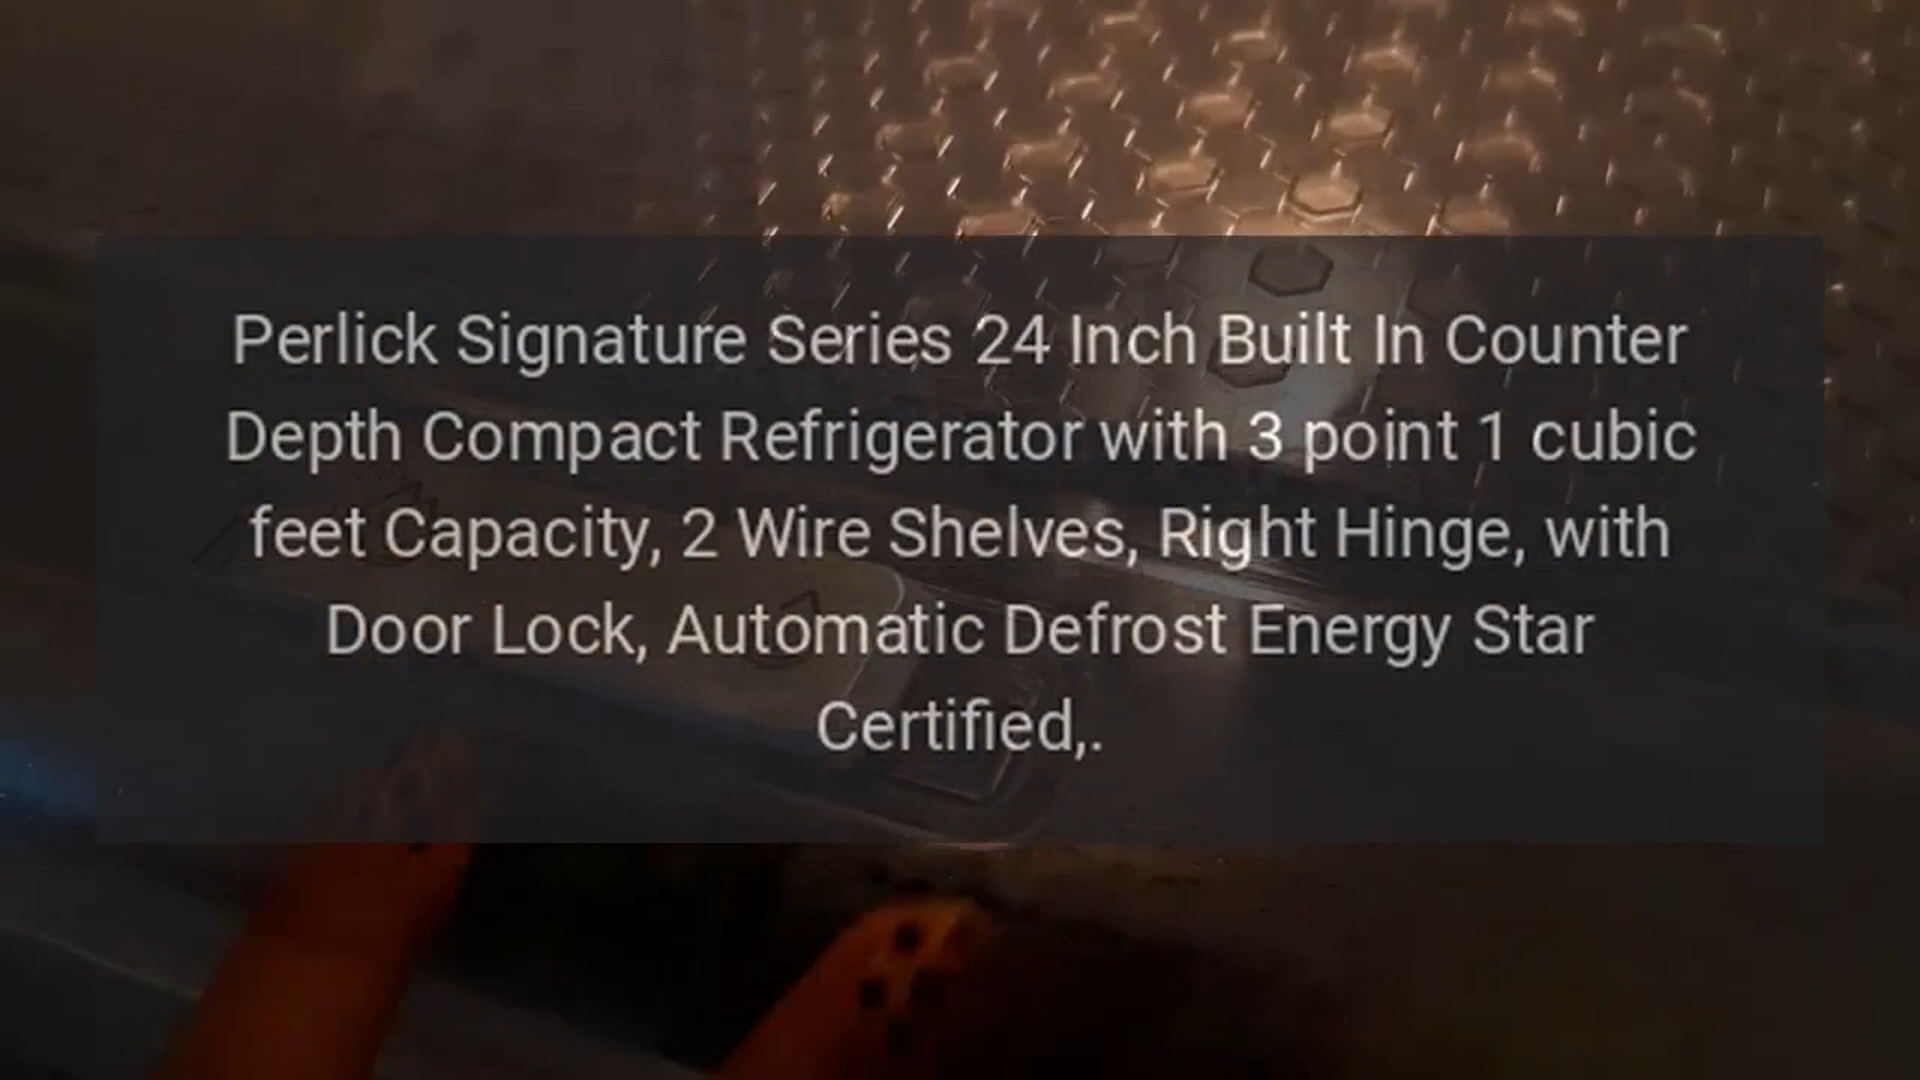 Perlick Signature Series 24 Inch Built In Counter
Depth Compact Refrigerator with 3 point 1 cubic
feet Capacity, 2 Wire Shelves, Right Hinge, with
Door Lock, Automatic Defrost Energy Star
Certified,.